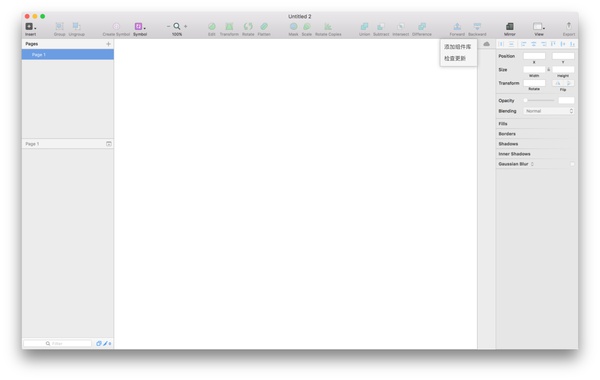 Untitled 2
Insert
Group Ungroup
Create Symbol Symbol
100%
Edit Transform Rotate Flatten
Mask Scale Rotate Copies
Union Subtract Intersect Difference
Forward Backward
Mirror
View
Export
Pages
Page 1
Page 1
Filter
添加组件库
检查更新
Position
X Y
Size
Width Height
Transform
Rotate Flip
Opacity
Blending Normal
Fills
Borders
Shadows
Inner Shadows
Gaussian Blur